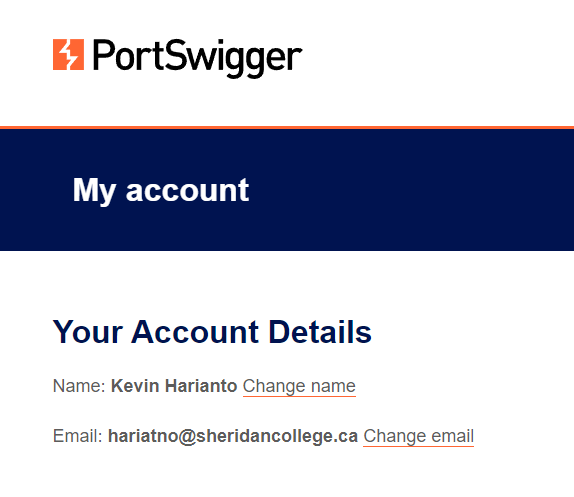 PortSwigger
My account
Your Account Details
Name: Kevin Harianto Change name
Email: hariatno@sheridancollege.ca Change email